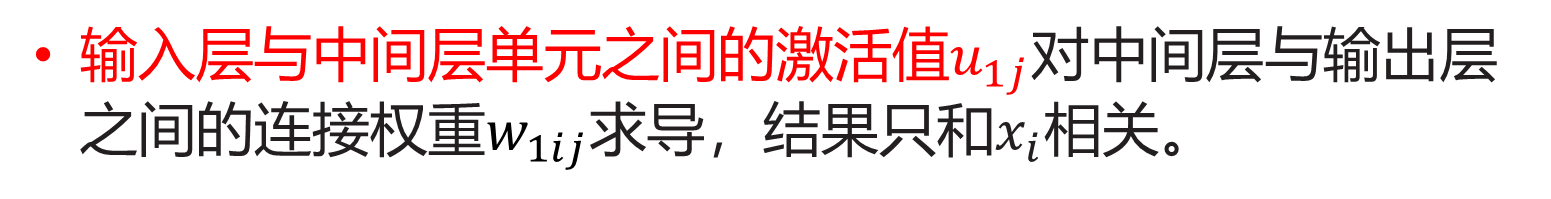 • 输入层与中间层单元之间的激活值𝑢₁ⱼ对中间层与输出层
之间的连接权重𝑤₁ᵢⱼ求导，结果只和𝑥ᵢ相关。